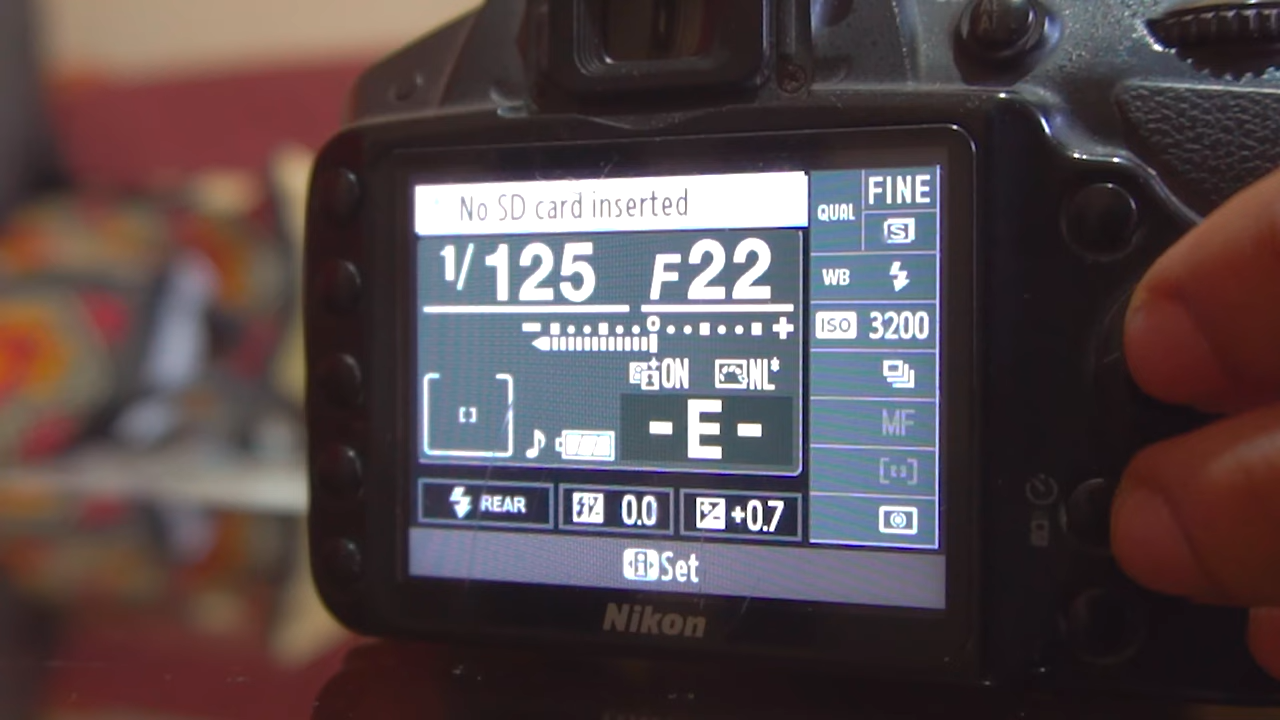 No SD card inserted
QUAL FINE
S
1/125 F22
WB
ISO 3200
ON NL*
MF
-E-
REAR 0.0 +0.7
i Set
Nikon